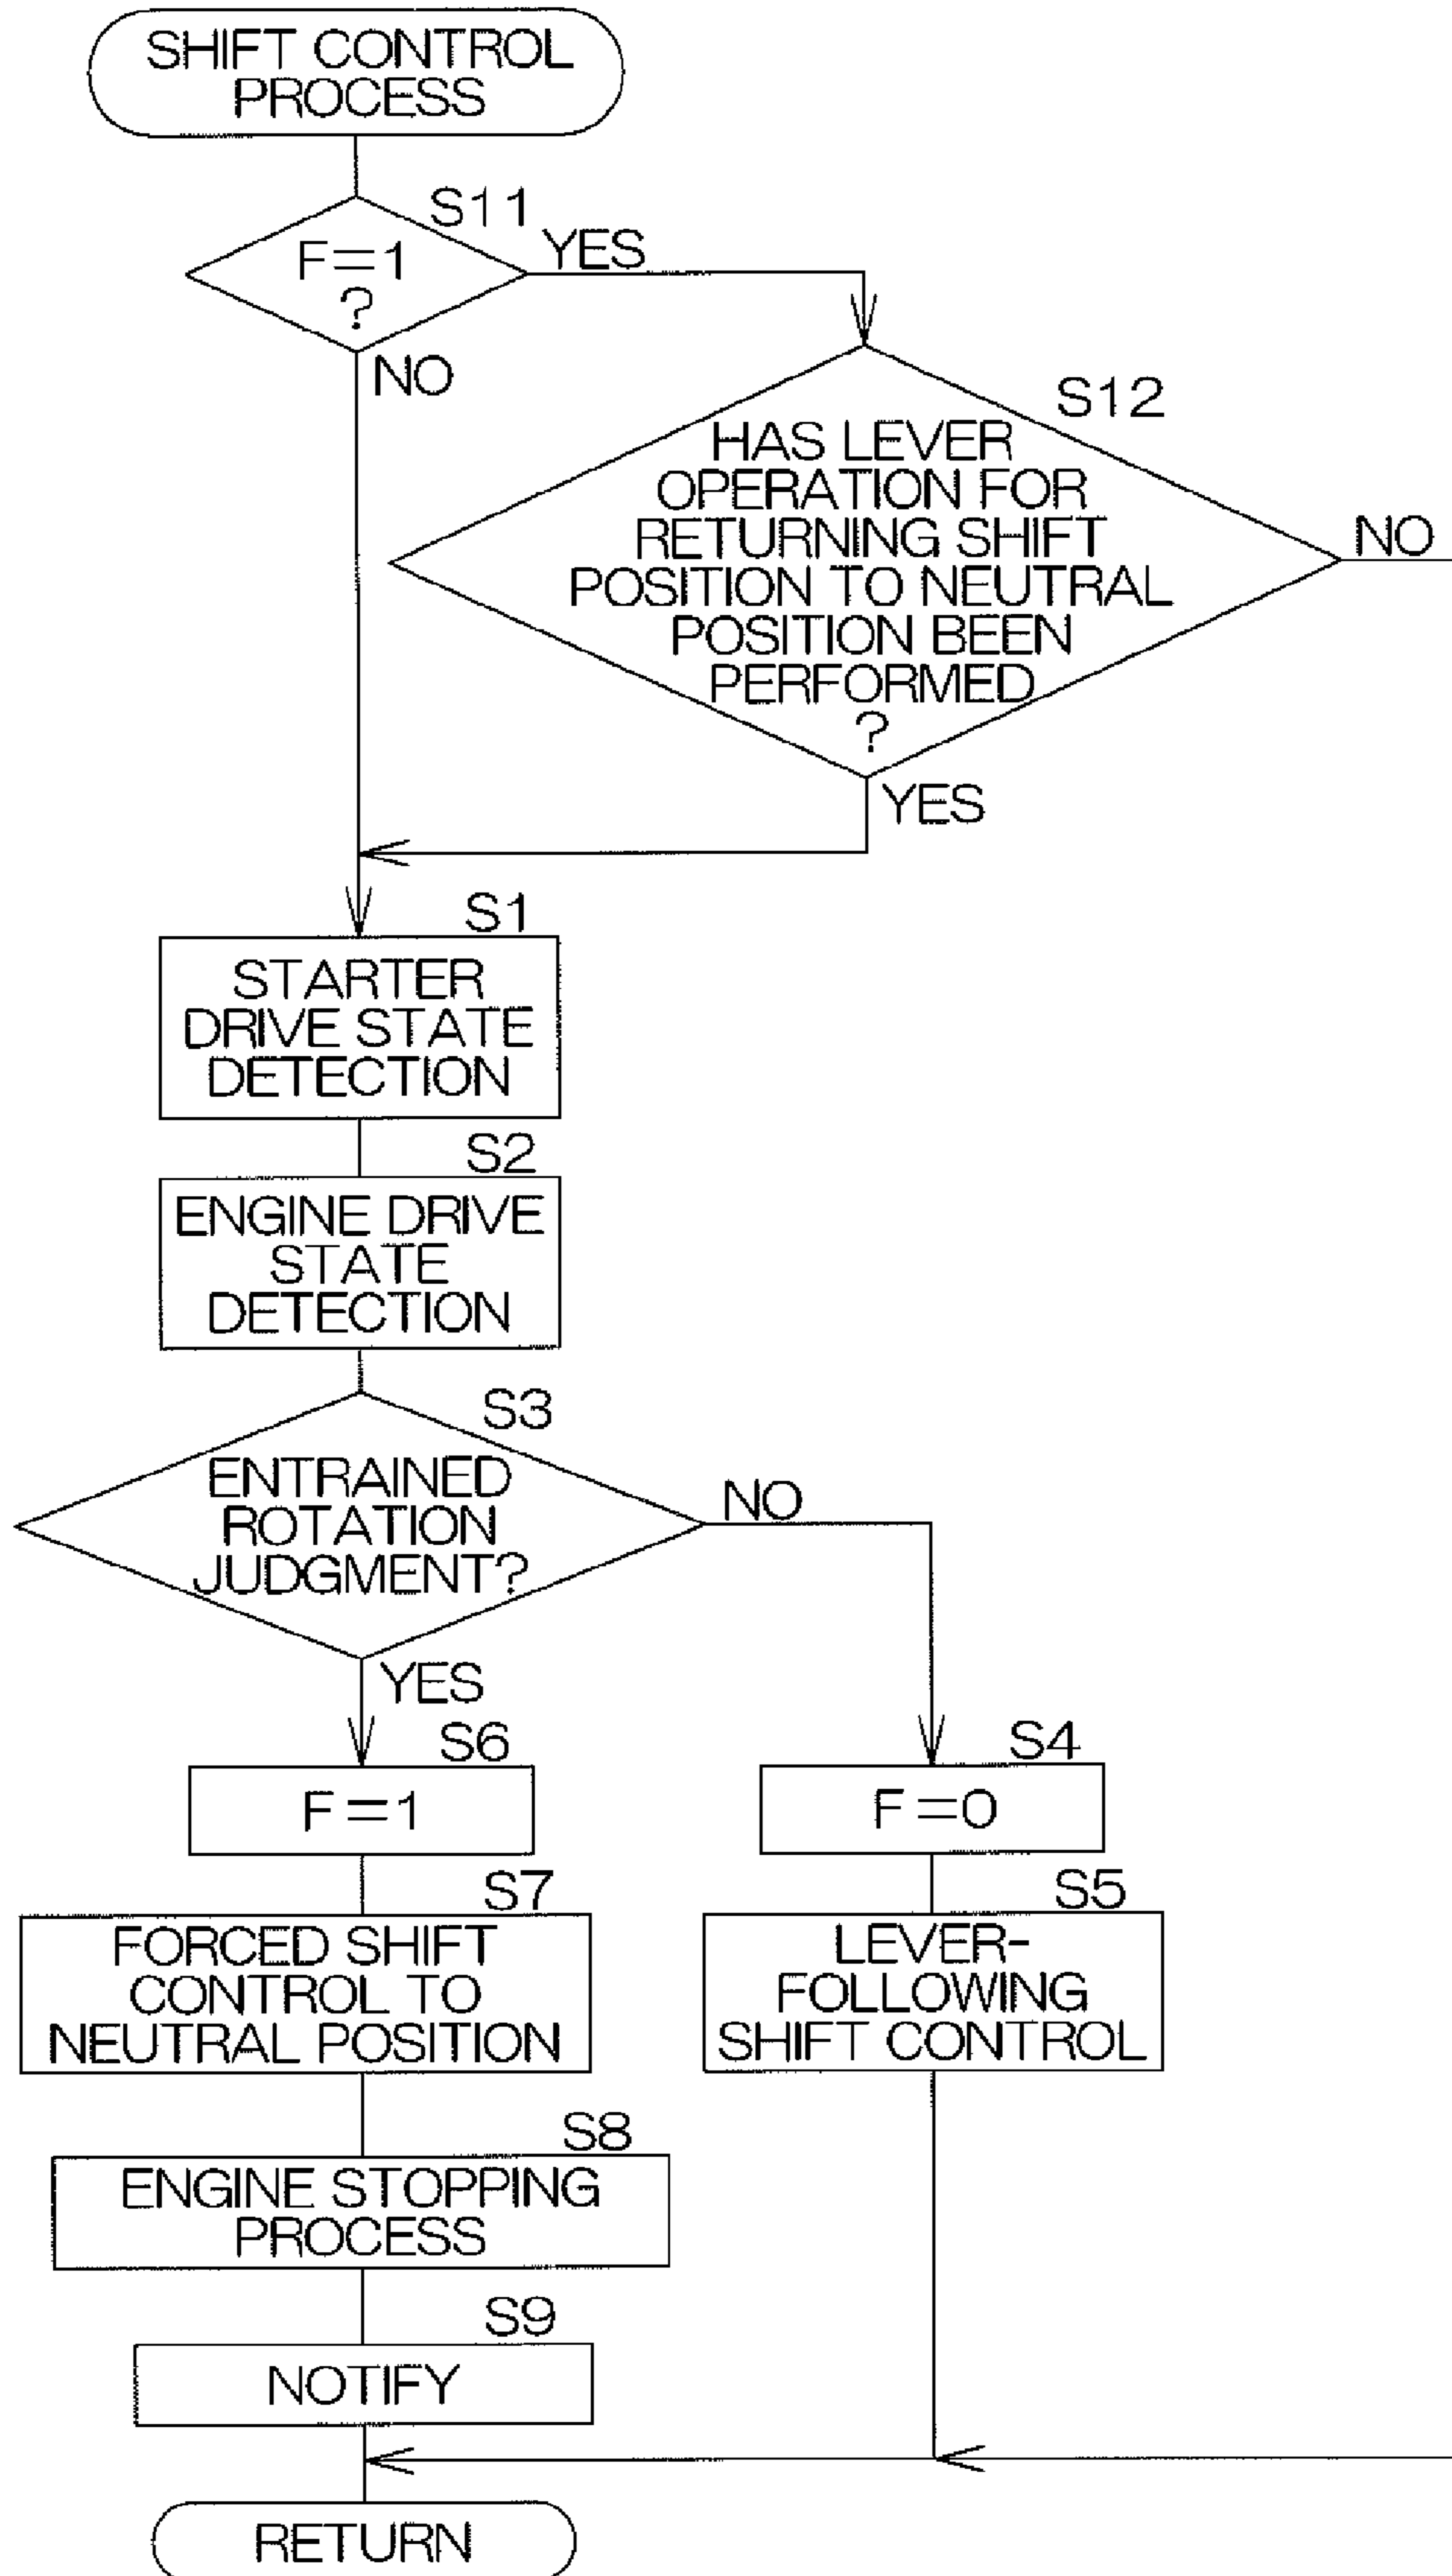 SHIFT CONTROL
PROCESS
S11
F=1
?
YES
NO
S12
HAS LEVER
OPERATION FOR
RETURNING SHIFT
POSITION TO NEUTRAL
POSITION BEEN
PERFORMED
?
NO
YES
S1
STARTER
DRIVE STATE
DETECTION
S2
ENGINE DRIVE
STATE
DETECTION
S3
ENTRAINED
ROTATION
JUDGMENT?
NO
YES
S6
F=1
S4
F=0
S7
FORCED SHIFT
CONTROL TO
NEUTRAL POSITION
S5
LEVER-
FOLLOWING
SHIFT CONTROL
S8
ENGINE STOPPING
PROCESS
S9
NOTIFY
RETURN